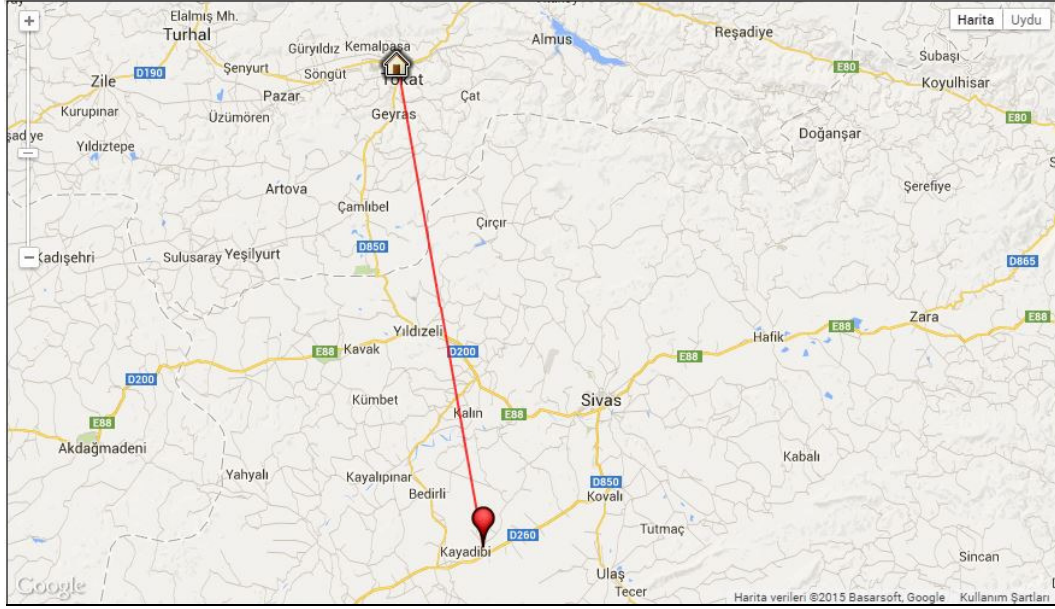 Elalmış Mh.
Harita
Uydu
Turhal
Almus
Reşadiye
Güryıldız
Kemalpaşa
Subaşı
E80
Şenyurt
Söngüt
D190
Tokat
Zile
Koyulhisar
Pazar
Çat
Kurupınar
Üzümören
Geyras
E80
Doğanşar
Yıldıztepe
Artova
Şerefiye
Çamlıbel
Çırçır
D850
Kadışehri
Sulusaray
Yeşilyurt
D865
Zara
E88
Yıldızeli
E88
Hafik
E88
Kavak
D200
E88
D200
Kümbet
Sivas
Kalın
E88
E88
Akdağmadeni
Kabalı
Yahyalı
Kayalıpınar
D850
Bedirli
Kovalı
Tutmaç
D260
Kayadibi
Sincan
Ulaş
Google
Tecer
Harita verileri ©2015 Basarsoft, Google
Kullanım Şartları